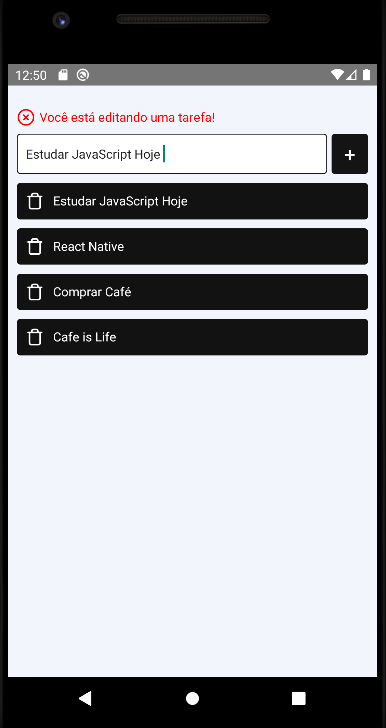 12:50
Você está editando uma tarefa!
Estudar JavaScript Hoje
+
Estudar JavaScript Hoje
React Native
Comprar Café
Cafe is Life